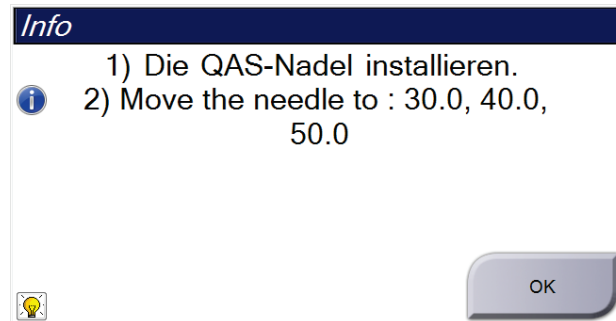 Info
1) Die QAS-Nadel installieren.
2) Move the needle to : 30.0, 40.0,
50.0
OK